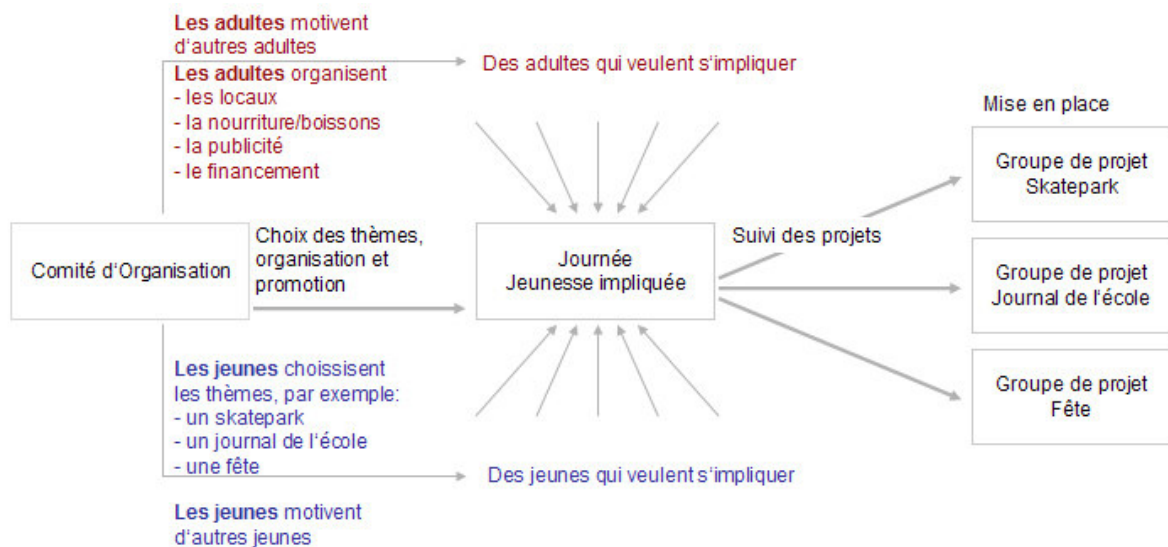 Les adultes motivent
d‘autres adultes
Les adultes organisent
- les locaux
- la nourriture/boissons
- la publicité
- le financement
Des adultes qui veulent s‘impliquer
Comité d‘Organisation
Choix des thèmes,
organisation et
promotion
Journée
Jeunesse impliquée
Suivi des projets
Mise en place
Groupe de projet
Skatepark
Groupe de projet
Journal de l‘école
Groupe de projet
Fête
Les jeunes choissisent
les thèmes, par exemple:
- un skatepark
- un journal de l‘école
- une fête
Des jeunes qui veulent s‘impliquer
Les jeunes motivent
d‘autres jeunes